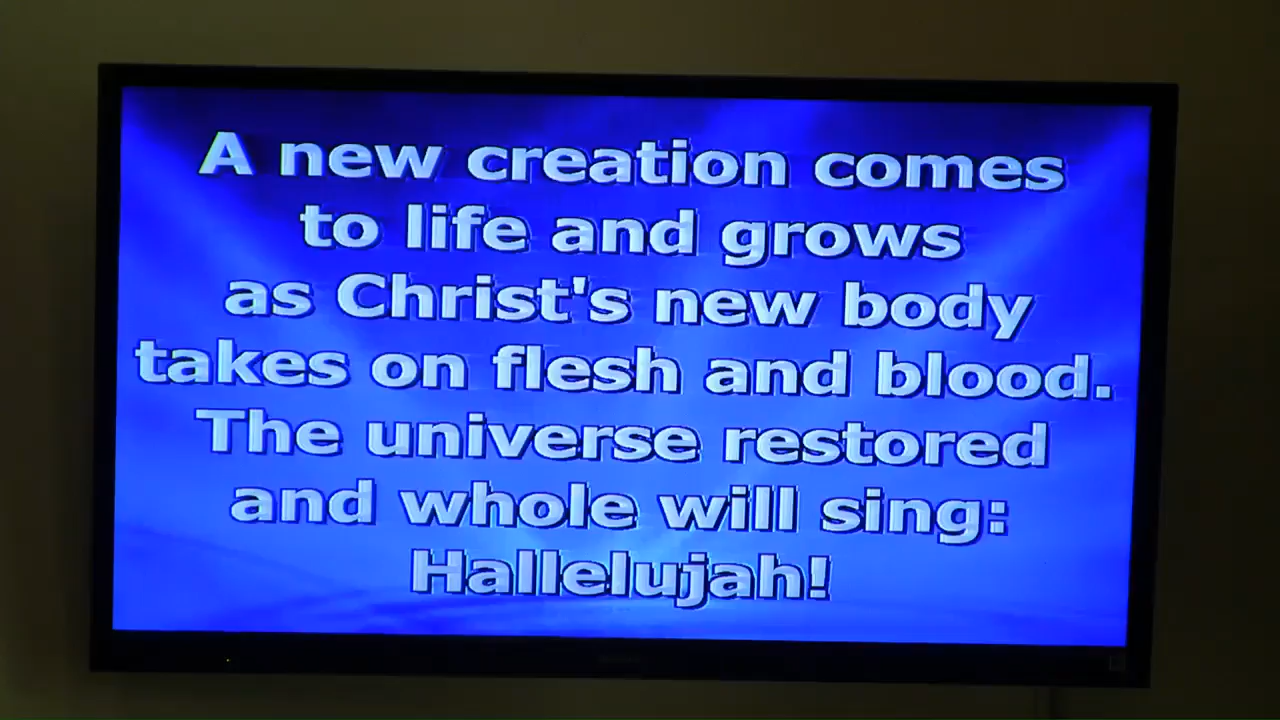 A new creation comes
to life and grows
as Christ's new body
takes on flesh and blood.
The universe restored
and whole will sing:
Hallelujah!